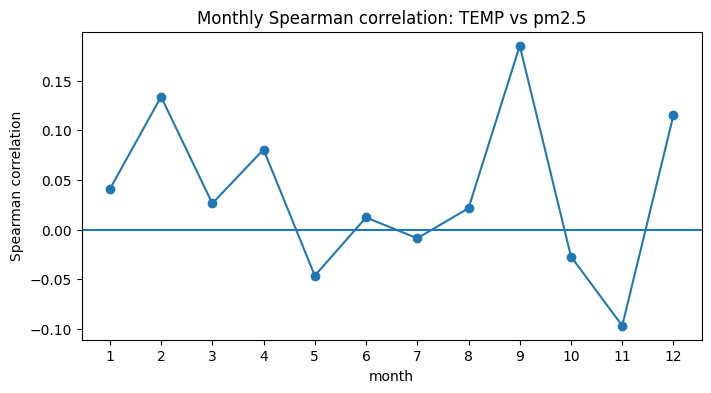 Monthly Spearman correlation: TEMP vs pm2.5
Spearman correlation
0.15
0.10
0.05
0.00
−0.05
−0.10
1 2 3 4 5 6 7 8 9 10 11 12
month